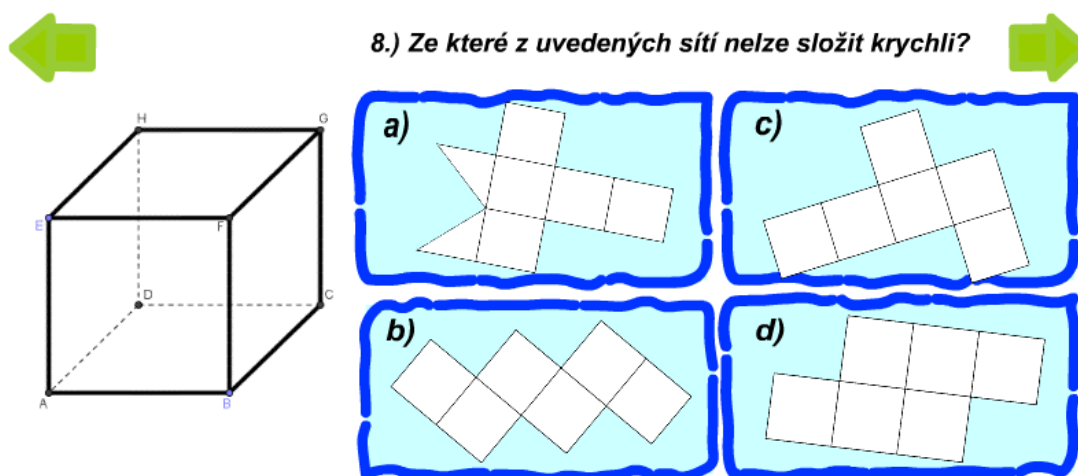 8.) Ze které z uvedených sítí nelze složit krychli?
a)
c)
b)
d)
H
G
E
F
D
C
A
B